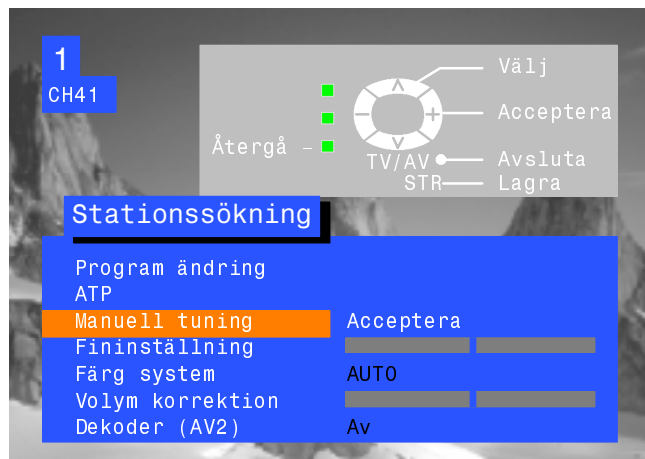 1
CH41
Välj
Acceptera
Återgå
TV/AV Avsluta
STR Lagra
Stationssökning
Program ändring
ATP
Manuell tuning Acceptera
Fininställning
Färg system AUTO
Volym korrektion
Dekoder (AV2) Av